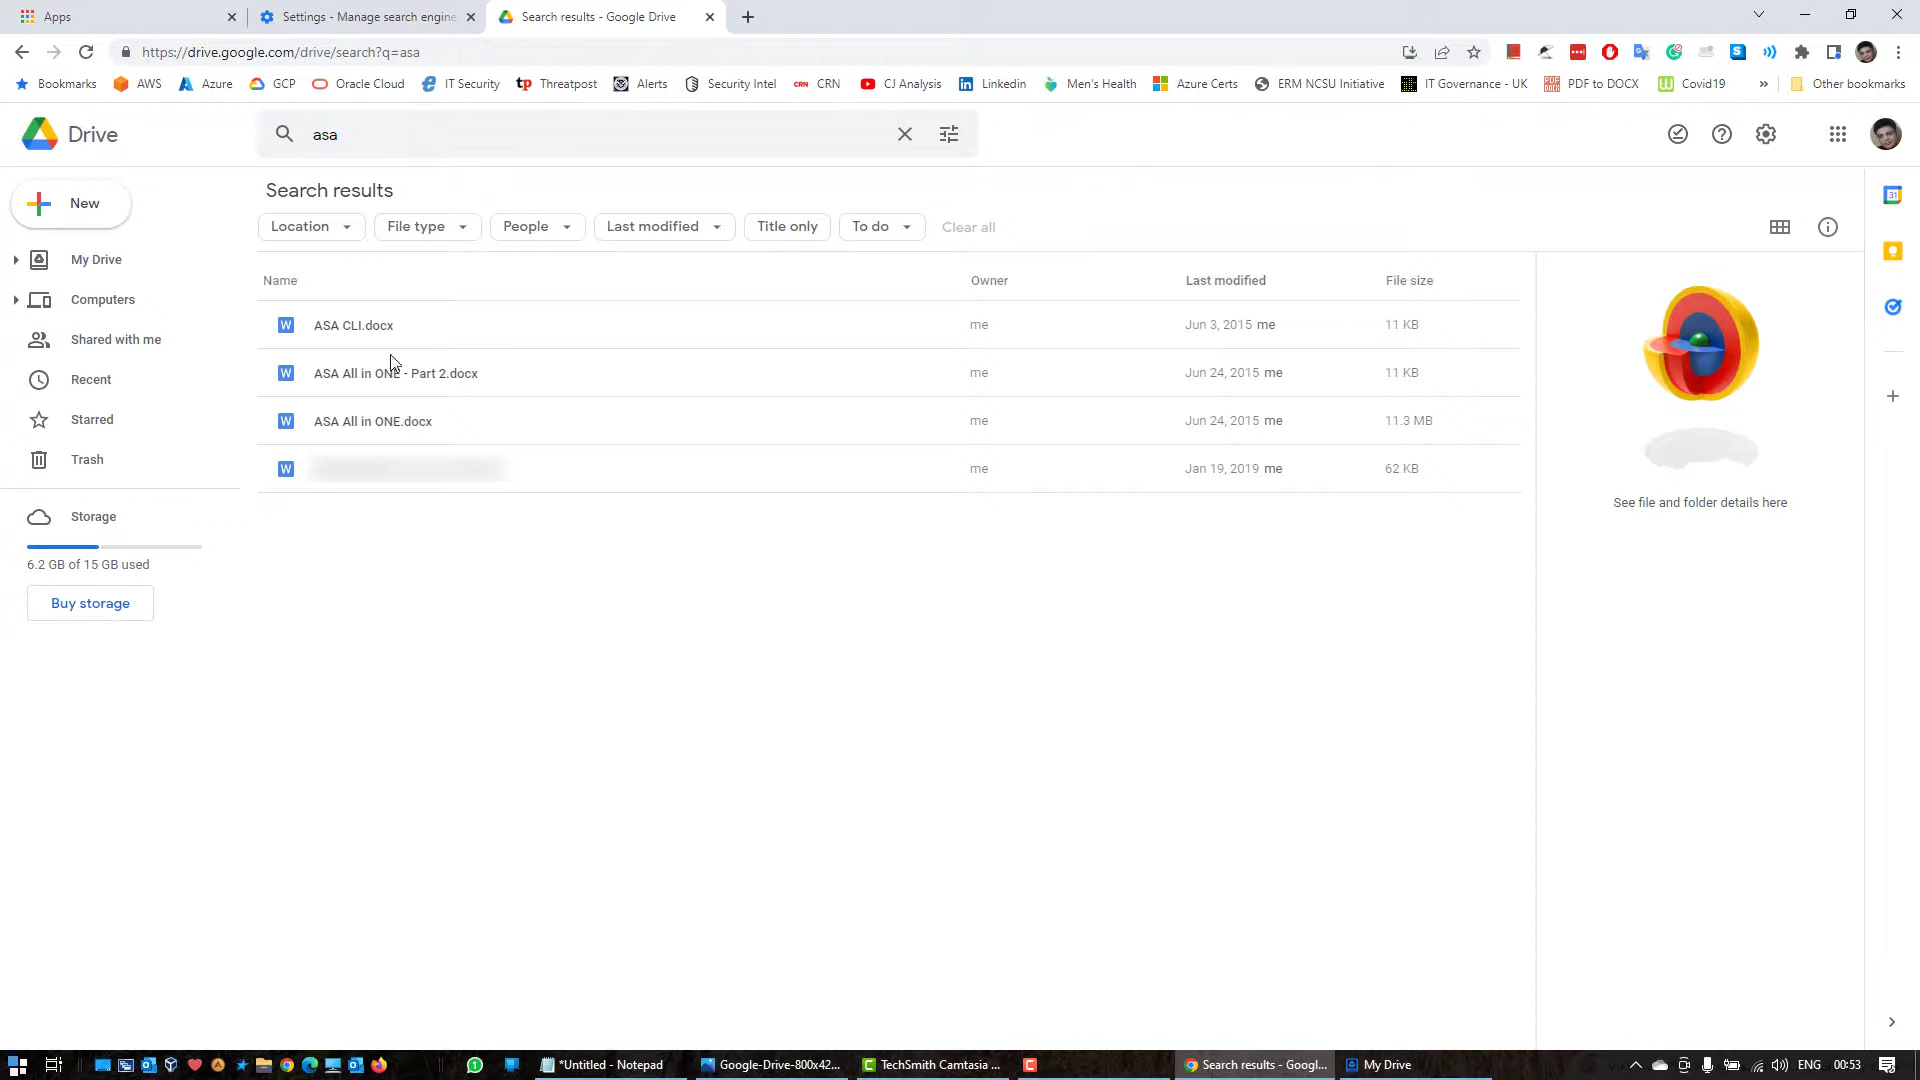 Apps
Settings - Manage search engine
Search results - Google Drive
https://drive.google.com/drive/search?q=asa
Bookmarks AWS Azure GCP Oracle Cloud IT Security Threatpost Alerts Security Intel CRN CRN CJ Analysis Linkedin Men's Health Azure Certs ERM NCSU Initiative IT Governance - UK PDF to DOCX Covid19 » Other bookmarks
Drive
asa
Search results
New
Location File type People Last modified Title only To do Clear all
My Drive
Computers
Shared with me
Recent
Starred
Trash
Storage
6.2 GB of 15 GB used
Buy storage
Name Owner Last modified File size
ASA CLI.docx me Jun 3, 2015 me 11 KB
ASA All in ONE - Part 2.docx me Jun 24, 2015 me 11 KB
ASA All in ONE.docx me Jun 24, 2015 me 11.3 MB
me Jan 19, 2019 me 62 KB
See file and folder details here
31
*Untitled - Notepad
Google-Drive-800x42...
TechSmith Camtasia ...
Search results - Googl...
My Drive
ENG 00:53